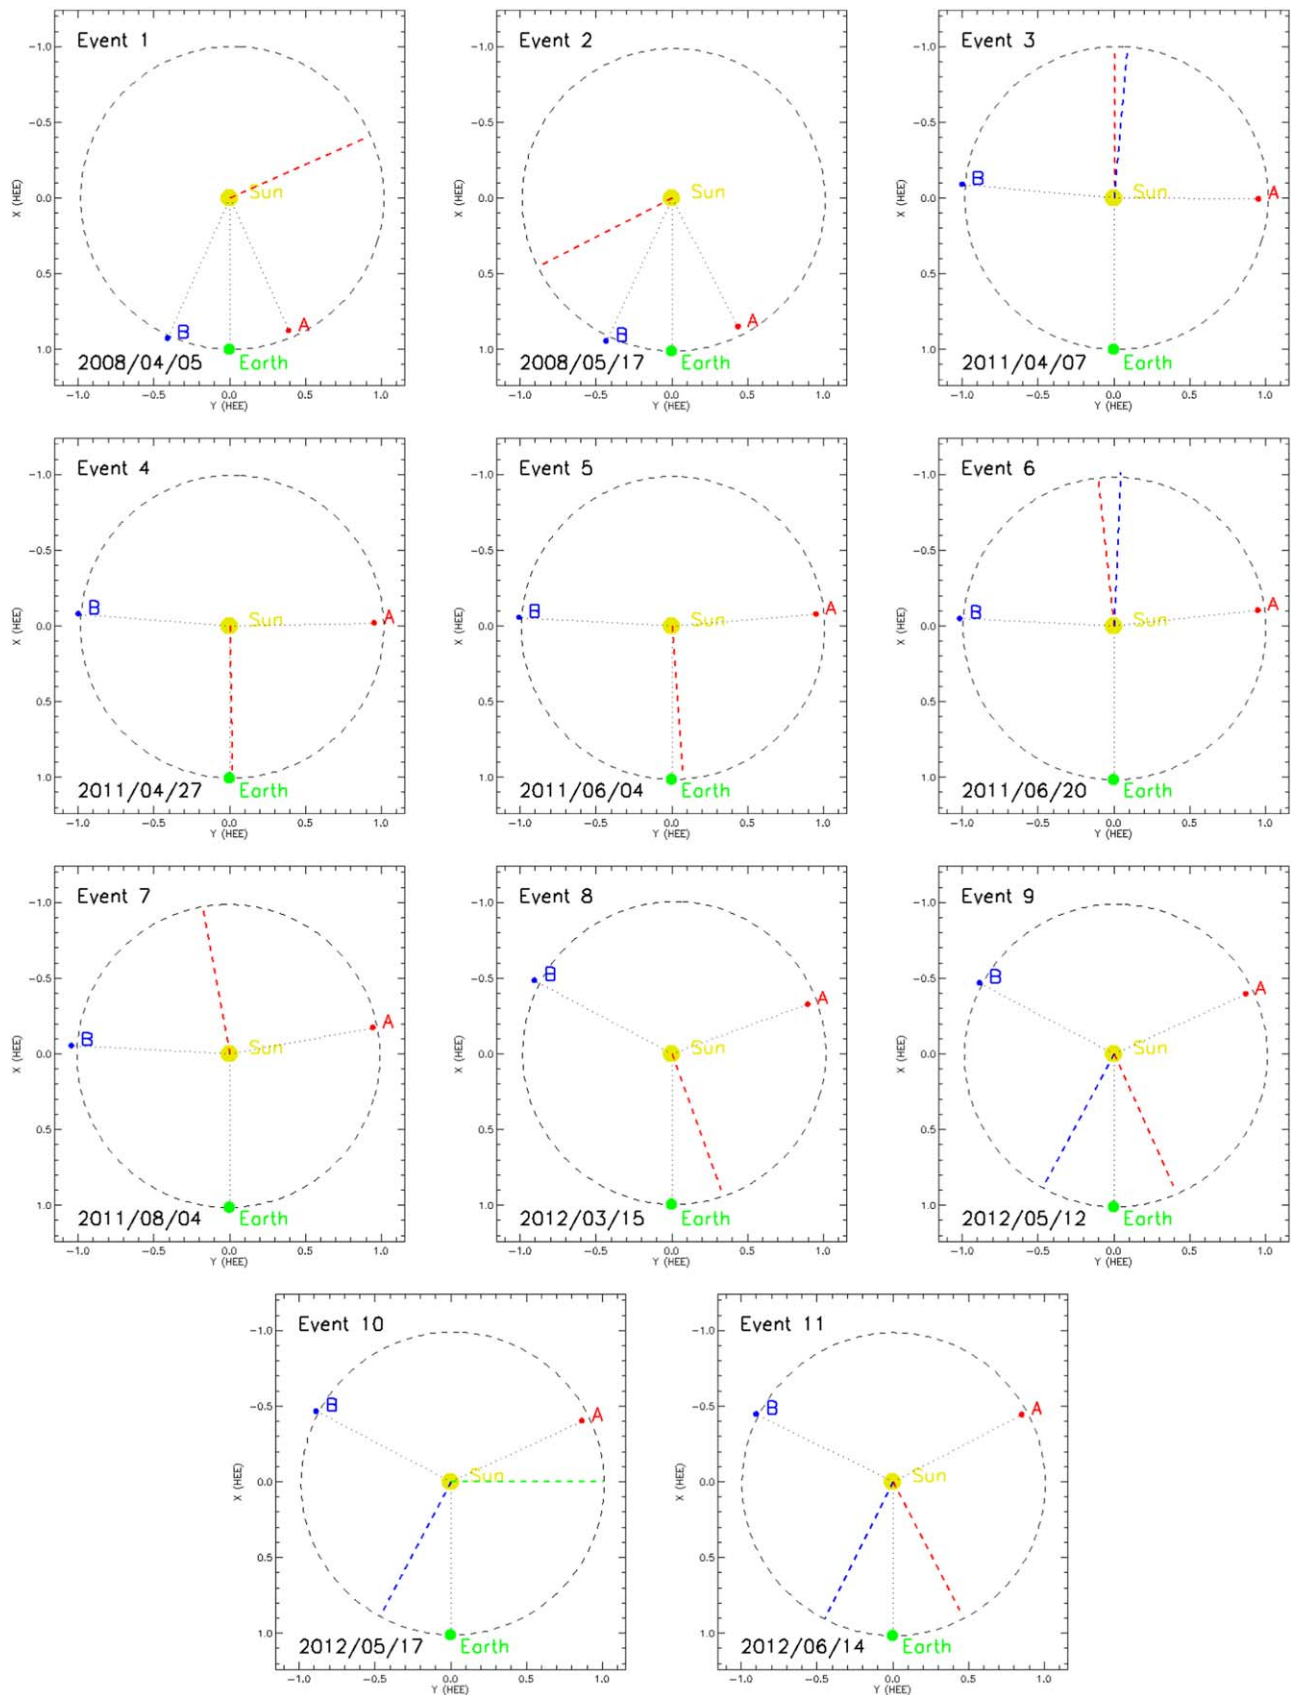 Event 1
-1.0
-0.5
0.0
0.5
1.0
X (HEE)
Sun
B
A
Earth
2008/04/05
-1.0 -0.5 0.0 0.5 1.0
Y (HEE)
Event 2
-1.0
-0.5
0.0
0.5
1.0
X (HEE)
Sun
B
A
Earth
2008/05/17
-1.0 -0.5 0.0 0.5 1.0
Y (HEE)
Event 3
-1.0
-0.5
0.0
0.5
1.0
X (HEE)
B
A
Sun
Earth
2011/04/07
-1.0 -0.5 0.0 0.5 1.0
Y (HEE)
Event 4
-1.0
-0.5
0.0
0.5
1.0
X (HEE)
B
A
Sun
Earth
2011/04/27
-1.0 -0.5 0.0 0.5 1.0
Y (HEE)
Event 5
-1.0
-0.5
0.0
0.5
1.0
X (HEE)
B
A
Sun
Earth
2011/06/04
-1.0 -0.5 0.0 0.5 1.0
Y (HEE)
Event 6
-1.0
-0.5
0.0
0.5
1.0
X (HEE)
B
A
Sun
Earth
2011/06/20
-1.0 -0.5 0.0 0.5 1.0
Y (HEE)
Event 7
-1.0
-0.5
0.0
0.5
1.0
X (HEE)
B
A
Sun
Earth
2011/08/04
-1.0 -0.5 0.0 0.5 1.0
Y (HEE)
Event 8
-1.0
-0.5
0.0
0.5
1.0
X (HEE)
B
A
Sun
Earth
2012/03/15
-1.0 -0.5 0.0 0.5 1.0
Y (HEE)
Event 9
-1.0
-0.5
0.0
0.5
1.0
X (HEE)
B
A
Sun
Earth
2012/05/12
-1.0 -0.5 0.0 0.5 1.0
Y (HEE)
Event 10
-1.0
-0.5
0.0
0.5
1.0
X (HEE)
B
A
Sun
Earth
2012/05/17
-1.0 -0.5 0.0 0.5 1.0
Y (HEE)
Event 11
-1.0
-0.5
0.0
0.5
1.0
X (HEE)
B
A
Sun
Earth
2012/06/14
-1.0 -0.5 0.0 0.5 1.0
Y (HEE)